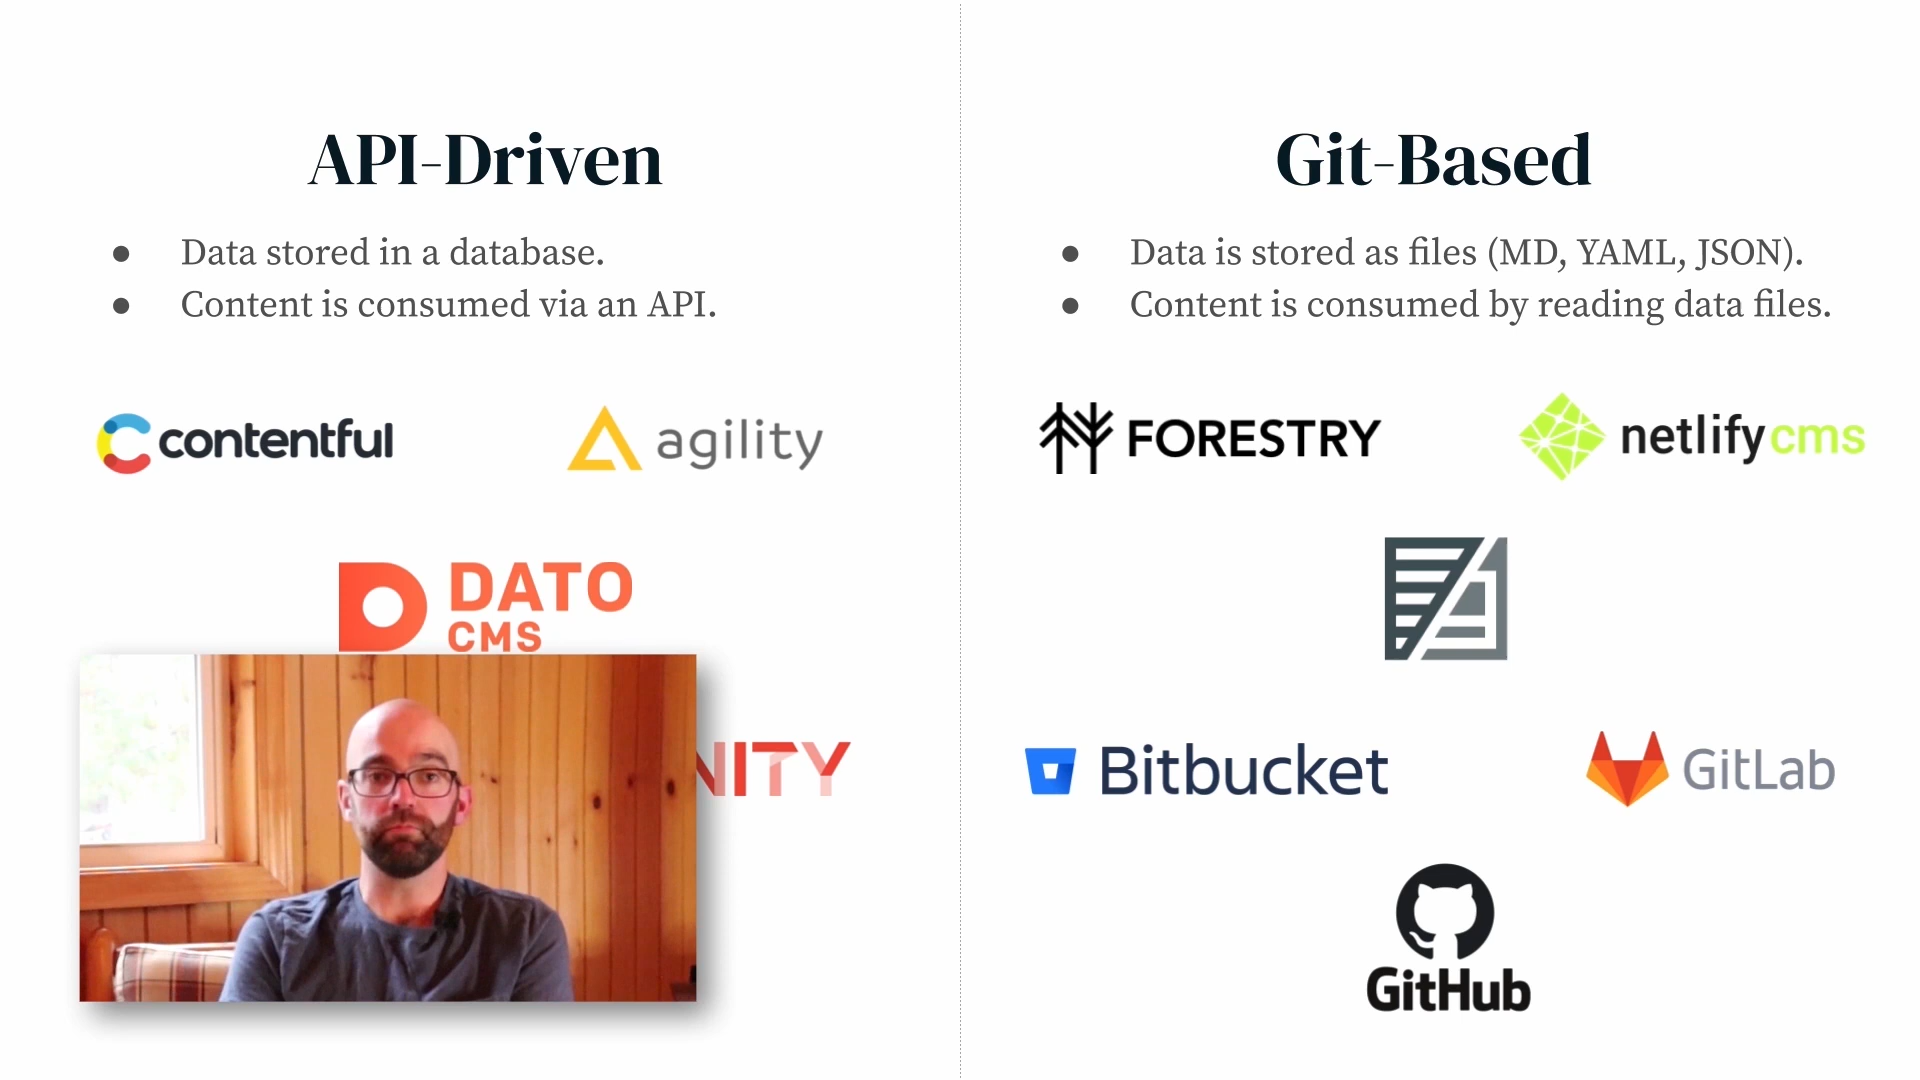 API-Driven
Data stored in a database.
Content is consumed via an API.
contentful
agility
DATO
CMS
NITY
Git-Based
Data is stored as files (MD, YAML, JSON).
Content is consumed by reading data files.
FORESTRY
netlifycms
Bitbucket
GitLab
GitHub